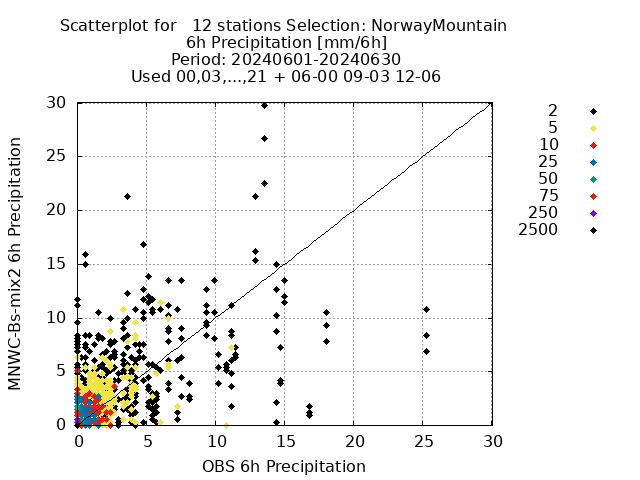 Scatterplot for   12 stations Selection: NorwayMountain
6h Precipitation [mm/6h]
Period: 20240601-20240630
Used 00,03,...,21 + 06-00 09-03 12-06
30
25
20
15
10
5
0
MNWC-Bs-mix2 6h Precipitation
0 5 10 15 20 25 30
OBS 6h Precipitation
2
5
10
25
50
75
250
2500